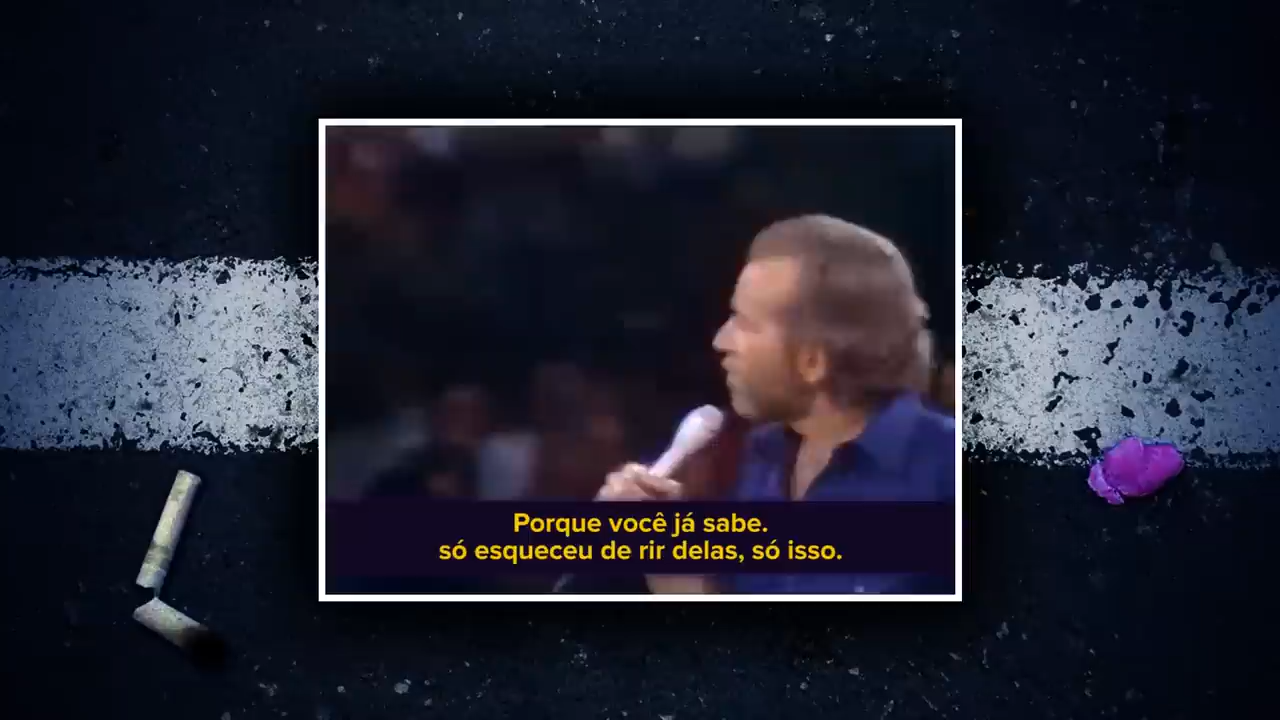 Porque você já sabe.
só esqueceu de rir delas, só isso.